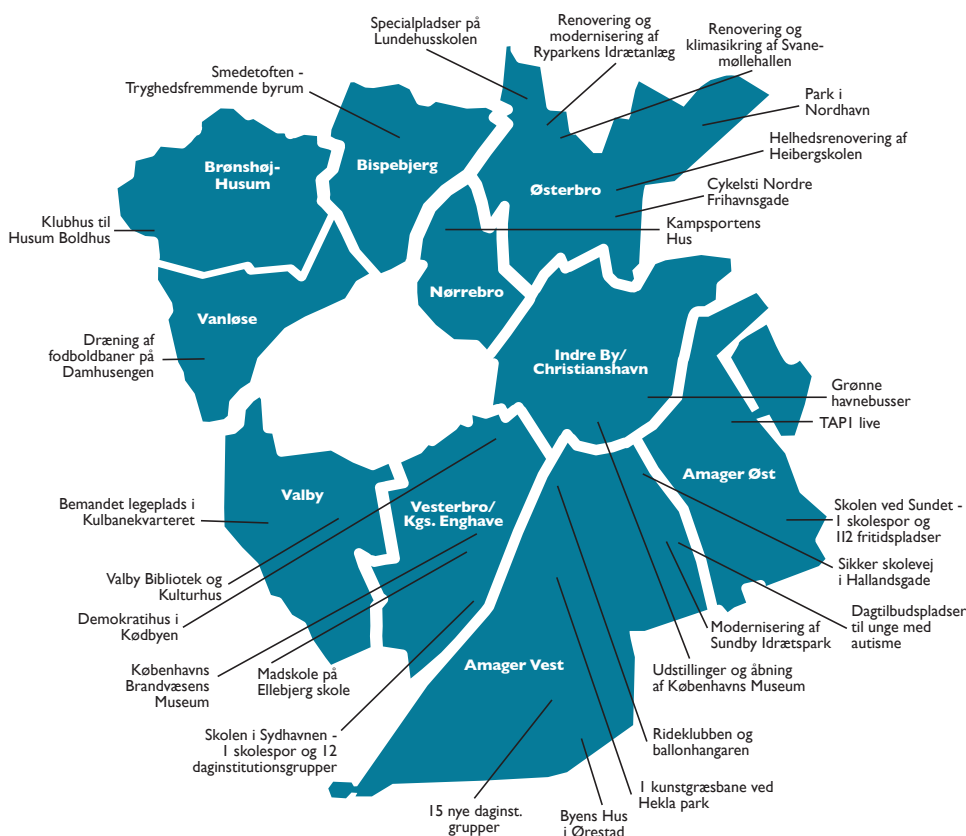 Specialpladser på
Lundehusskolen
Renovering og
modernisering af
Ryparkens Idrætanlæg
Renovering og
klimasikring af Svane-
møllehallen
Smedetoften -
Tryghedsfremmende byrum
Park i
Nordhavn
Helhedsrenovering af
Heibergskolen
Brønshøj-
Husum
Bispebjerg
Østerbro
Cykelsti Nordre
Frihavnsgade
Klubhus til
Husum Boldhus
Kampsportens
Hus
Nørrebro
Vanløse
Dræning af
fodboldbaner på
Damhusengen
Indre By/
Christianshavn
Grønne
havnebusser
TAP1 live
Amager Øst
Valby
Bemandet legeplads i
Kulbanekvarteret
Vesterbro/
Kgs. Enghave
Skolen ved Sundet -
1 skolespor og
112 fritidspladser
Sikker skolevej
i Hallandsgade
Valby Bibliotek og
Kulturhus
Demokratihus i
Kødbyen
Dagtilbudspladser
til unge med
autisme
Modernisering af
Sundby Idrætspark
Københavns
Brandvæsens
Museum
Madskole på
Ellebjerg skole
Amager Vest
Udstillinger og åbning
af Københavns Museum
Skolen i Sydhavnen -
1 skolespor og 12
daginstitutionsgrupper
Rideklubben og
ballonhangaren
1 kunstgræsbane ved
Hekla park
15 nye daginst.
grupper
Byens Hus
i Ørestad